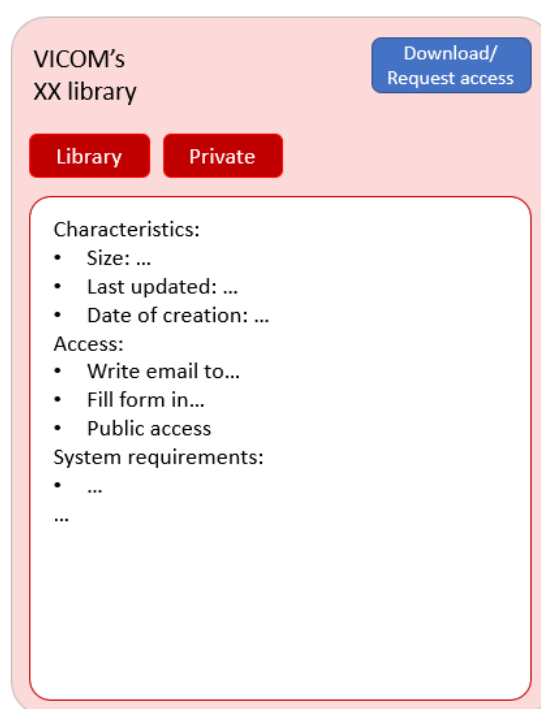 VICOM's
XX library
Download/
Request access
Library
Private
Characteristics:
• Size: ...
• Last updated: ...
• Date of creation: ...
Access:
• Write email to...
• Fill form in...
• Public access
System requirements:
• ...
...